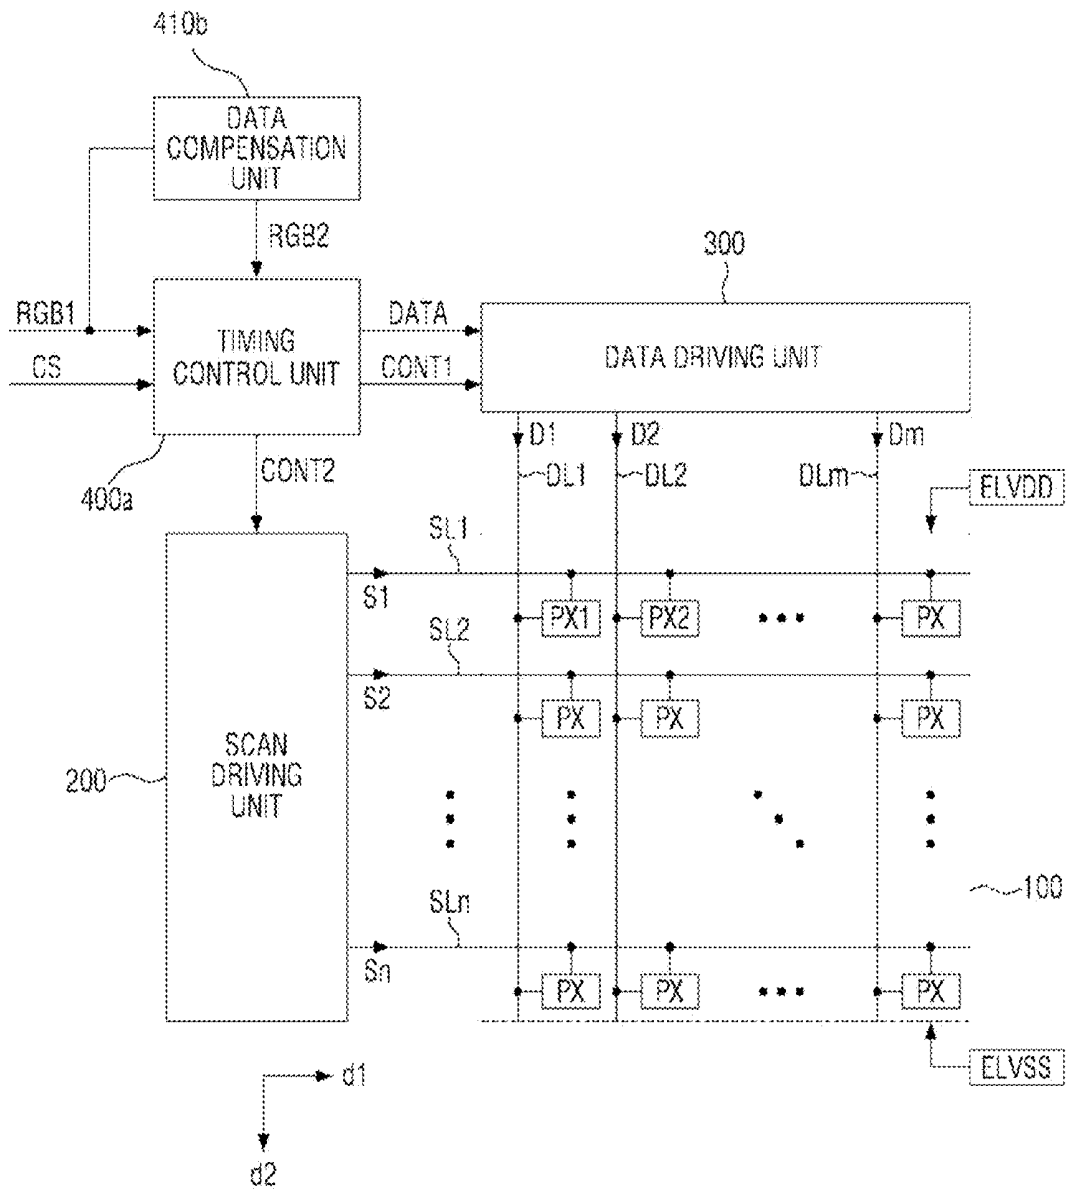 410b
DATA
COMPENSATION
UNIT
RGB2
300
RGB1
CS
TIMING
CONTROL UNIT
DATA
CONT1
DATA DRIVING UNIT
400a
CONT2
D1
D2
Dm
DL1
DL2
DLm
ELVDD
SL1
S1
PX1
PX2
PX
SL2
S2
PX
PX
PX
200
SCAN
DRIVING
UNIT
100
SLn
Sn
PX
PX
PX
ELVSS
d1
d2